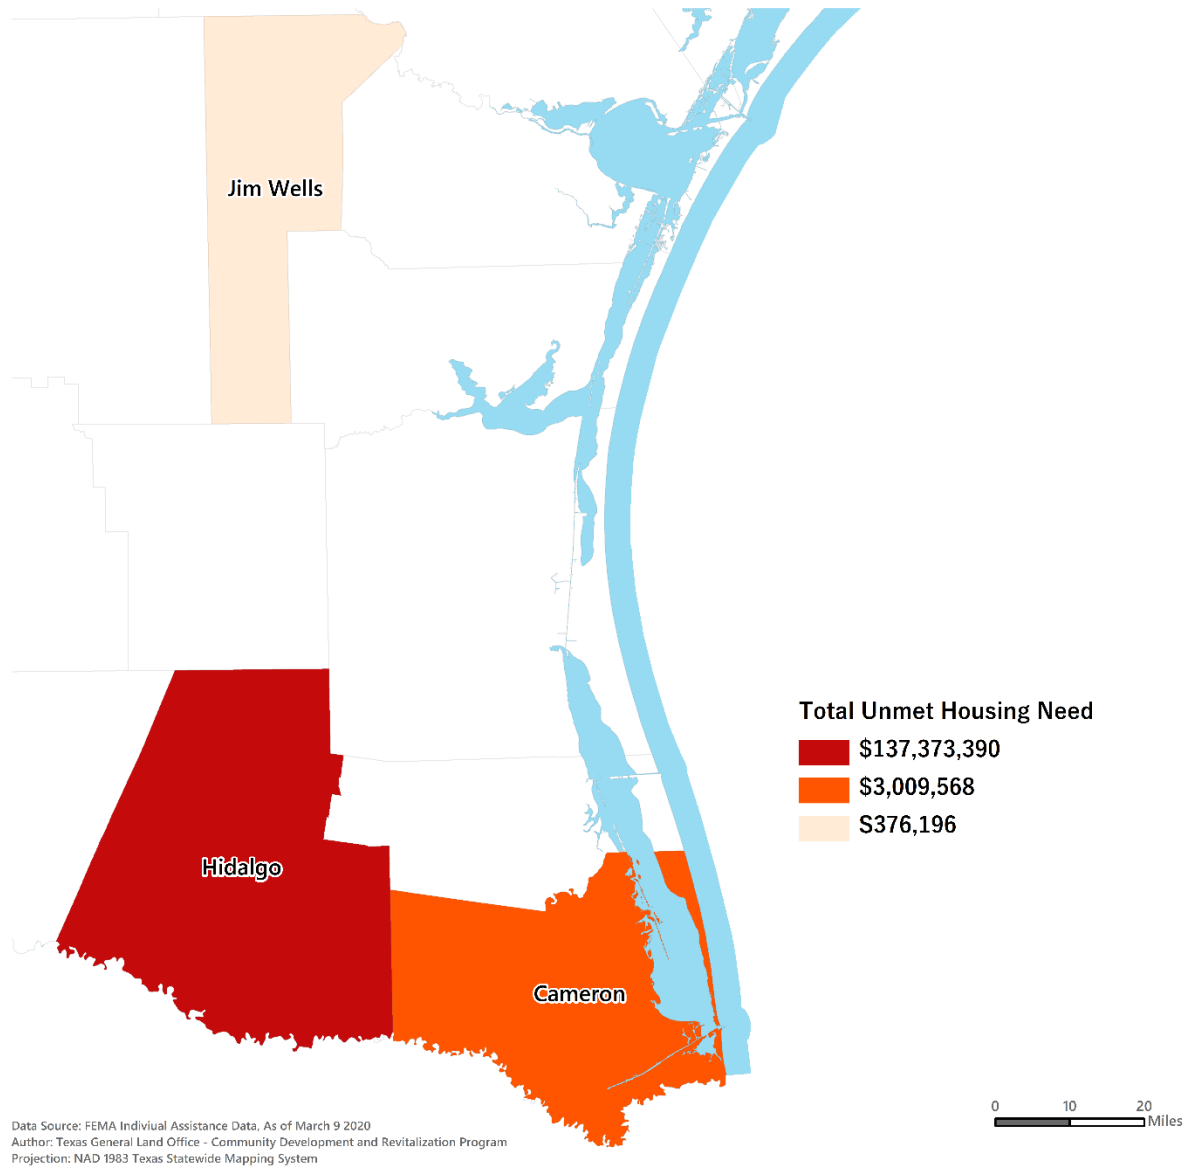 Jim Wells
Total Unmet Housing Need
$137,373,390
$3,009,568
S376,196
Hidalgo
Cameron
0 10 20
Miles
Data Source: FEMA Indiviual Assistance Data, As of March 9 2020
Author: Texas General Land Office - Community Development and Revitalization Program
Projection: NAD 1983 Texas Statewide Mapping System